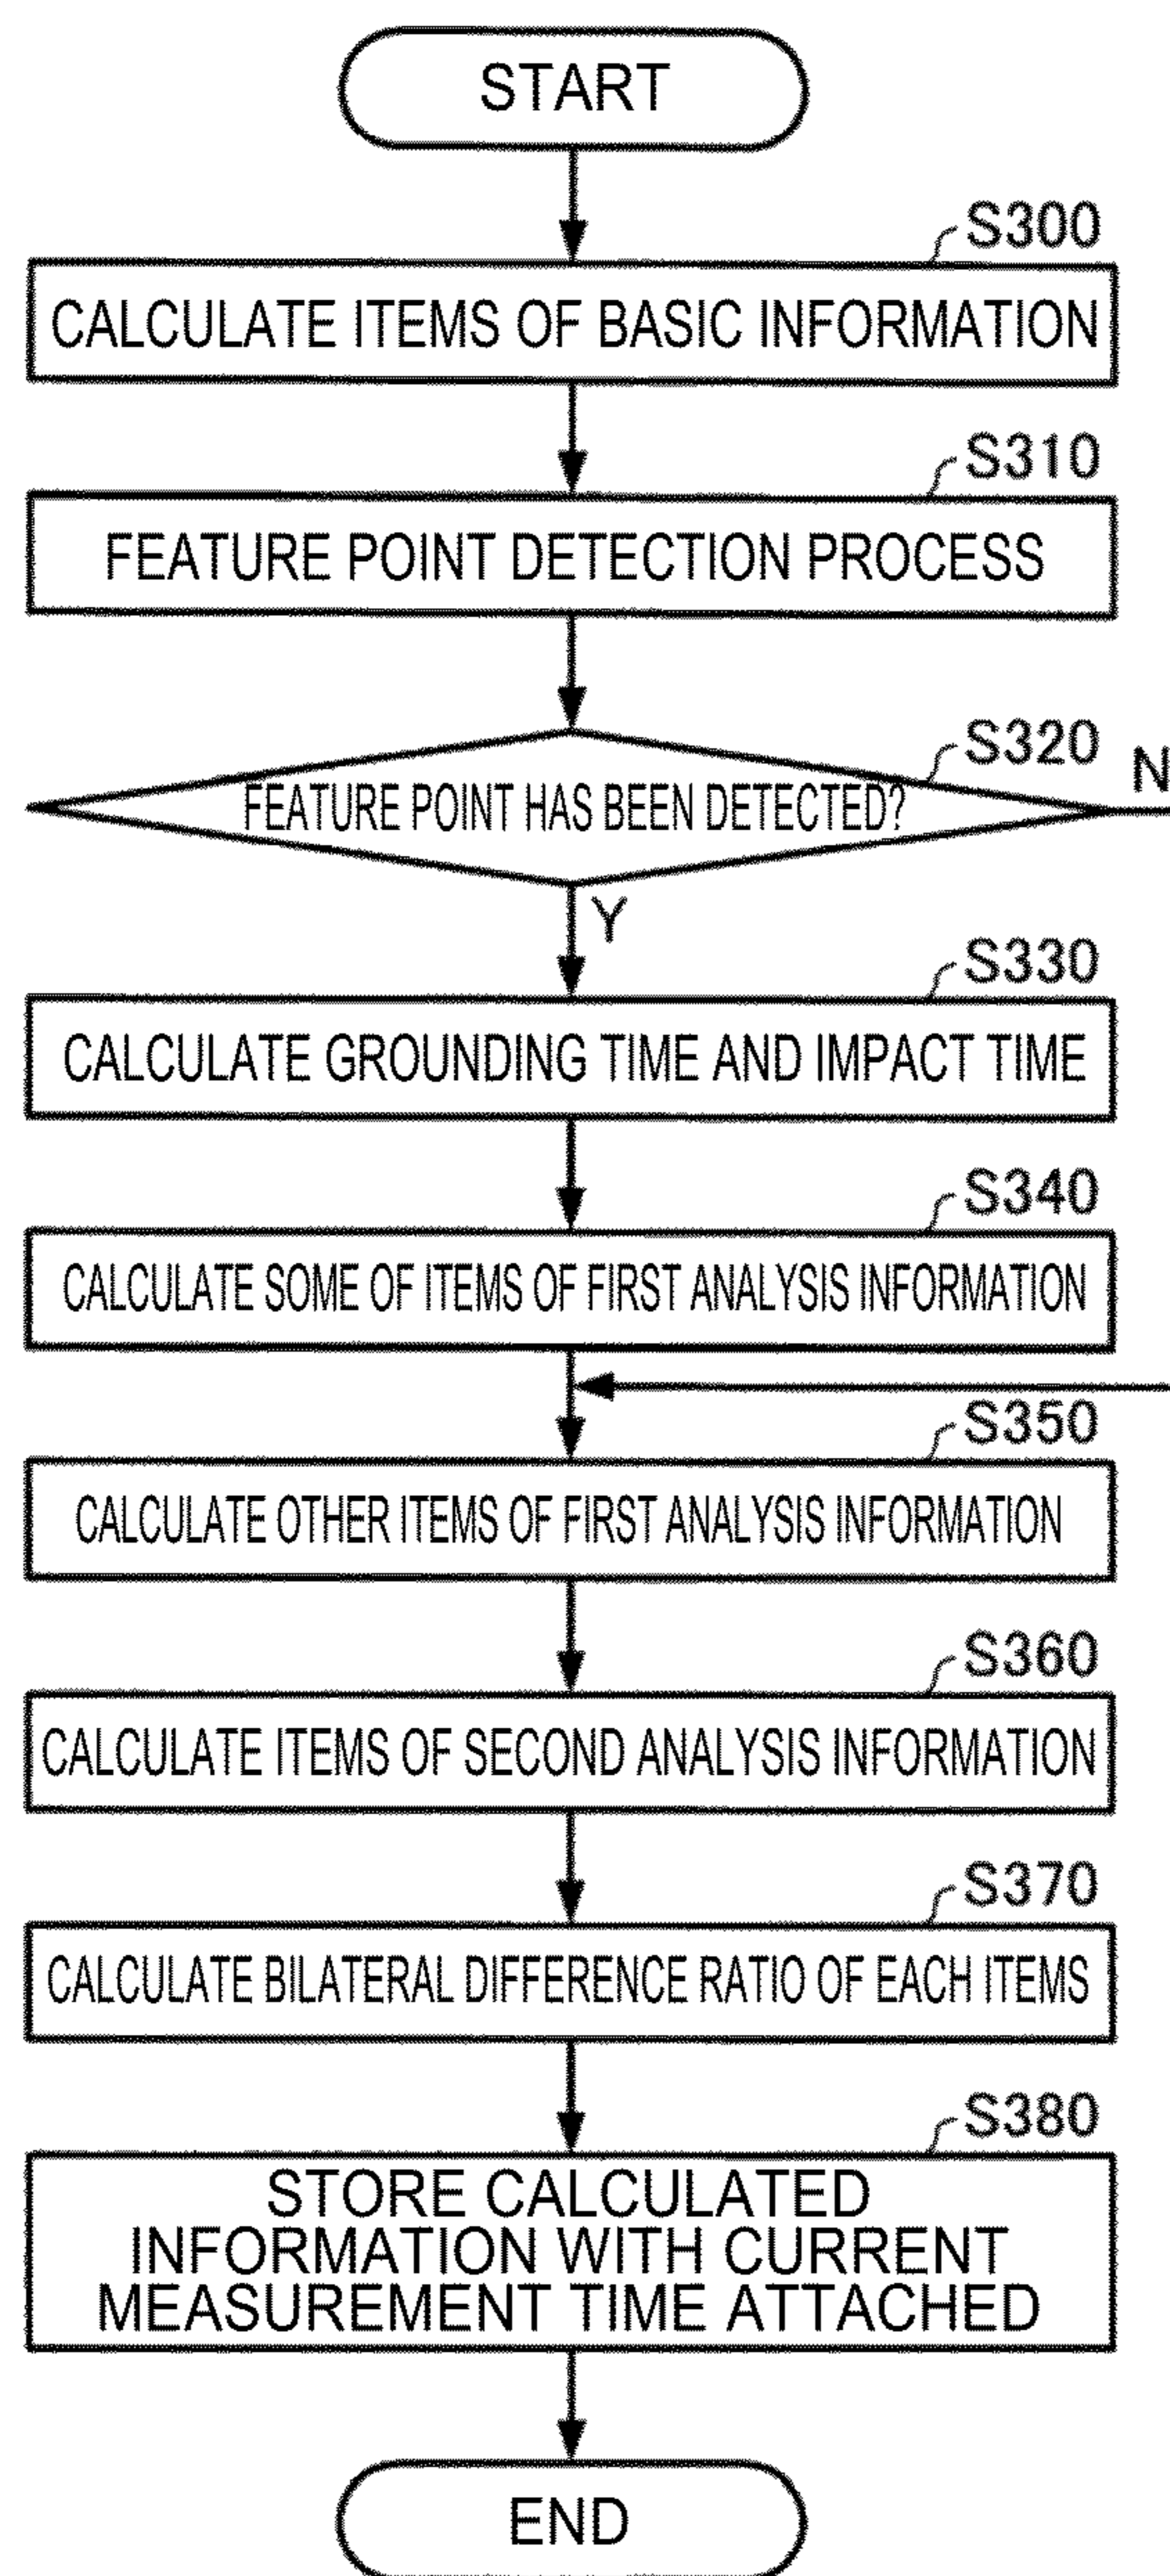 START
S300
CALCULATE ITEMS OF BASIC INFORMATION
S310
FEATURE POINT DETECTION PROCESS
S320
N
FEATURE POINT HAS BEEN DETECTED?
Y
S330
CALCULATE GROUNDING TIME AND IMPACT TIME
S340
CALCULATE SOME OF ITEMS OF FIRST ANALYSIS INFORMATION
S350
CALCULATE OTHER ITEMS OF FIRST ANALYSIS INFORMATION
S360
CALCULATE ITEMS OF SECOND ANALYSIS INFORMATION
S370
CALCULATE BILATERAL DIFFERENCE RATIO OF EACH ITEMS
S380
STORE CALCULATED
INFORMATION WITH CURRENT
MEASUREMENT TIME ATTACHED
END